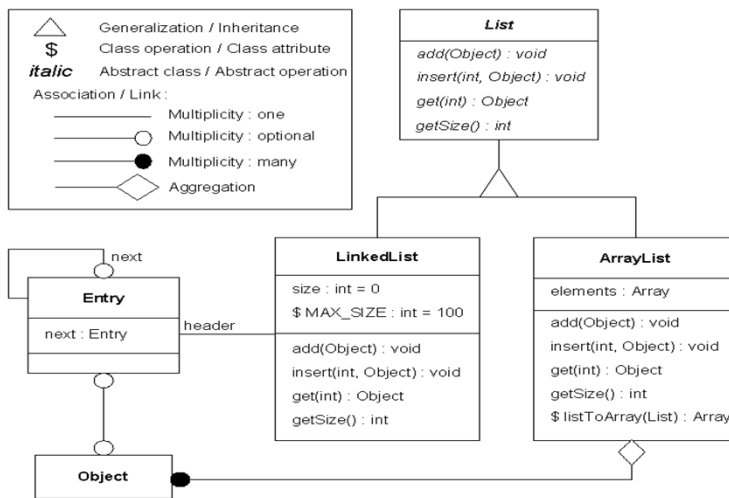 Generalization / Inheritance
$ Class operation / Class attribute
italic Abstract class / Abstract operation
Association / Link :
Multiplicity : one
Multiplicity : optional
Multiplicity : many
Aggregation
List
add(Object) : void
insert(int, Object) : void
get(int) : Object
getSize() : int
next
Entry
next : Entry
header
LinkedList
size : int = 0
$ MAX_SIZE : int = 100
add(Object) : void
insert(int, Object) : void
get(int) : Object
getSize() : int
ArrayList
elements : Array
add(Object) : void
insert(int, Object) : void
get(int) : Object
getSize() : int
$ listToArray(List) : Array
Object